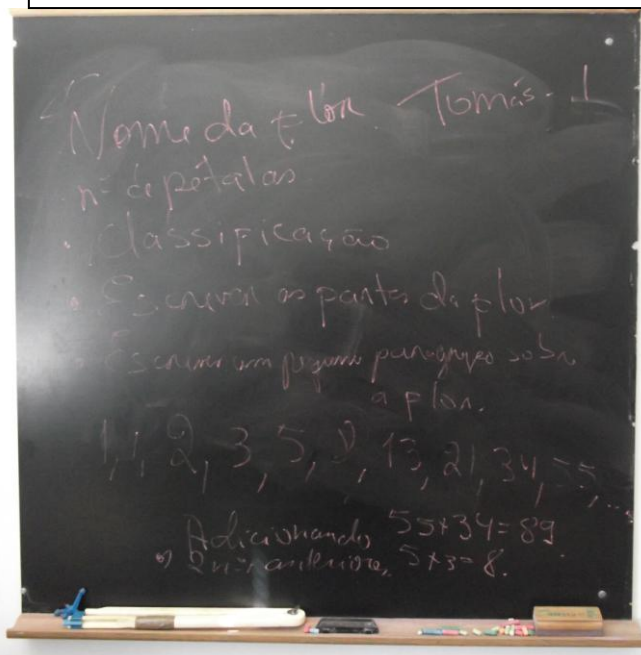 Nome da Flor. Tomás - 1
nº de pétalas
. Classificação
. Escrever as partes da flor.
. Escrever um pequeno parágrafo sobre
a flor.
1, 1, 2, 3, 5, 8, 13, 21, 34, 55, ...
Adicionando 55+34=89.
2 nºs anteriores, 5+3=8.